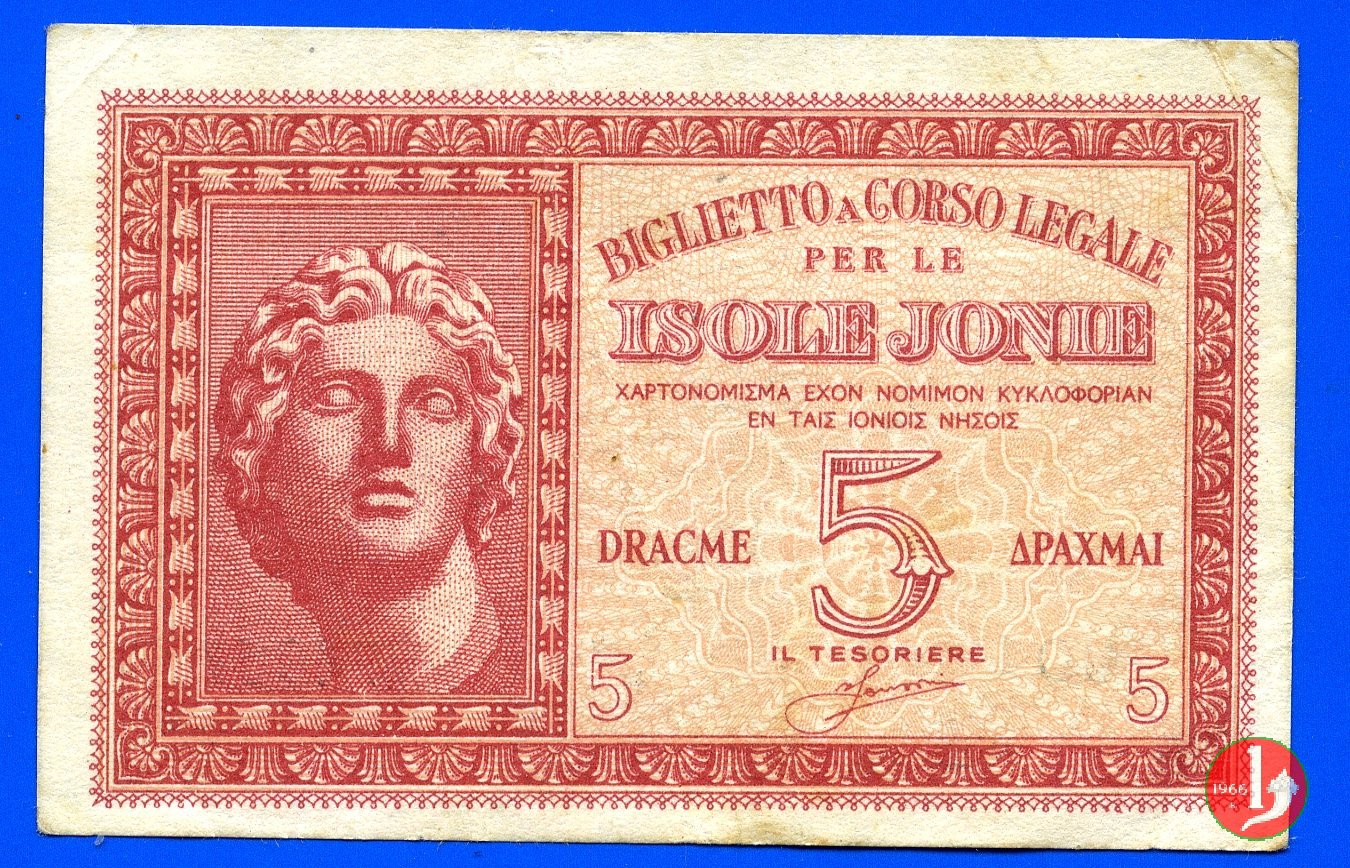 BIGLIETTO A CORSO LEGALE
PER LE
ISOLE JONIE
ΧΑΡΤΟΝΟΜΙΣΜΑ ΕΧΟΝ ΝΟΜΙΜΟΝ ΚΥΚΛΟΦΟΡΙΑΝ
ΕΝ ΤΑΙΣ ΙΟΝΙΟΙΣ ΝΗΣΟΙΣ
DRACME 5 ΔΡΑΧΜΑΙ
IL TESORIERE
5 5
1966